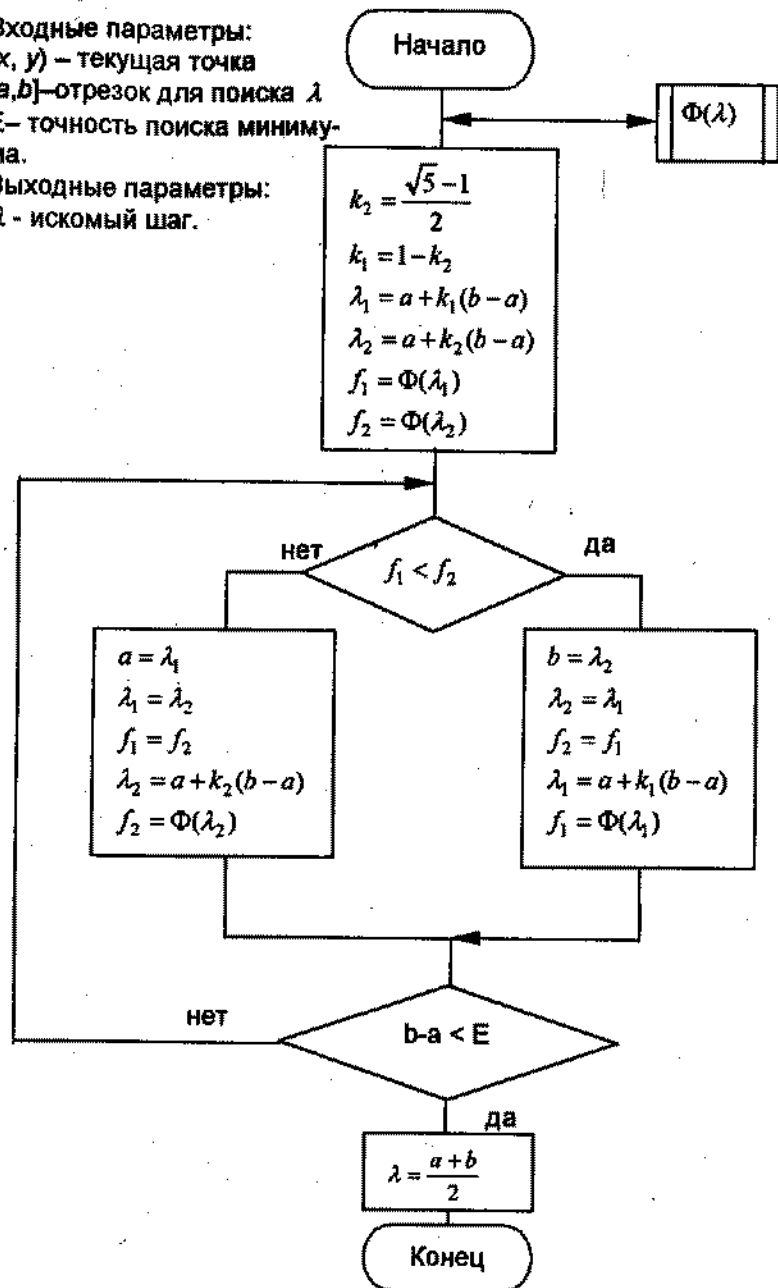 Входные параметры:
x, y) – текущая точка
a,b]–отрезок для поиска λ
E– точность поиска миниму-
ма.
Выходные параметры:
λ - искомый шаг.
Начало
Φ(λ)
k₂ = (√5 − 1)/2
k₁ = 1 − k₂
λ₁ = a + k₁(b − a)
λ₂ = a + k₂(b − a)
f₁ = Φ(λ₁)
f₂ = Φ(λ₂)
нет
f₁ < f₂
да
a = λ₁
λ₁ = λ₂
f₁ = f₂
λ₂ = a + k₂(b − a)
f₂ = Φ(λ₂)
b = λ₂
λ₂ = λ₁
f₂ = f₁
λ₁ = a + k₁(b − a)
f₁ = Φ(λ₁)
нет
b-a < E
да
λ = (a + b)/2
Конец